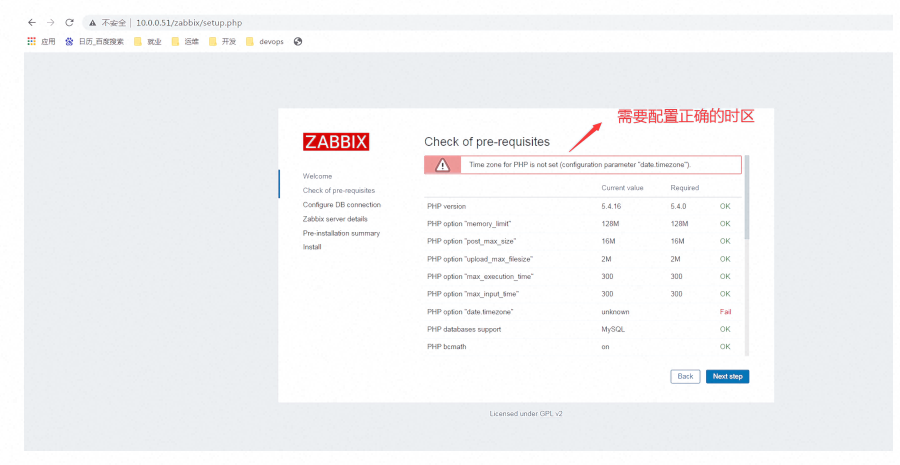 不安全 | 10.0.0.51/zabbix/setup.php
应用 日历_百度搜索 就业 运维 开发 devops
需要配置正确的时区
ZABBIX
Check of pre-requisites
Time zone for PHP is not set (configuration parameter "date.timezone").
Welcome
Check of pre-requisites
Configure DB connection
Zabbix server details
Pre-installation summary
Install
Current value Required
PHP version 5.4.16 5.4.0 OK
PHP option "memory_limit" 128M 128M OK
PHP option "post_max_size" 16M 16M OK
PHP option "upload_max_filesize" 2M 2M OK
PHP option "max_execution_time" 300 300 OK
PHP option "max_input_time" 300 300 OK
PHP option "date.timezone" unknown Fail
PHP databases support MySQL OK
PHP bcmath on OK
Back Next step
Licensed under GPL v2